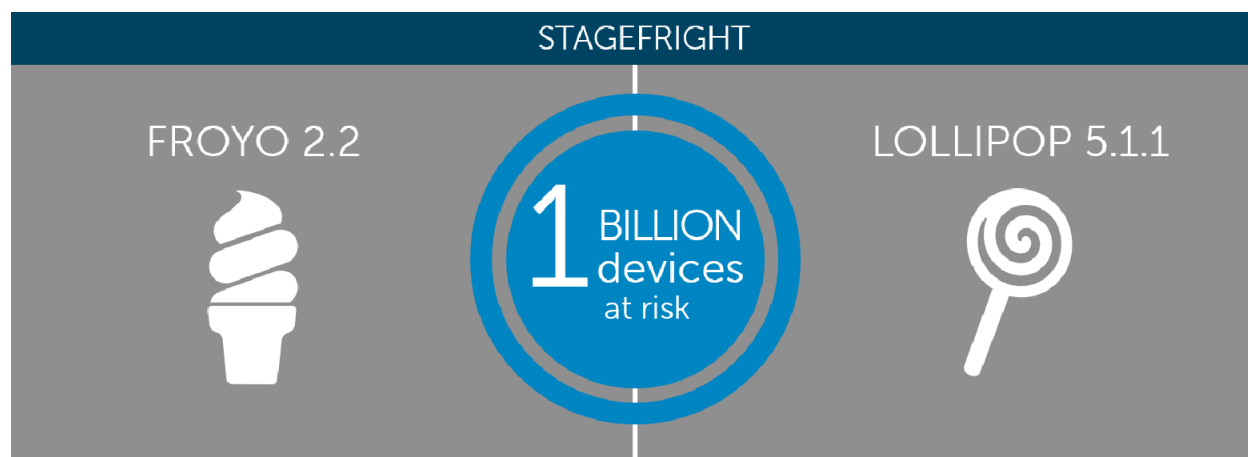 STAGEFRIGHT
FROYO 2.2
1 BILLION
devices
at risk
LOLLIPOP 5.1.1